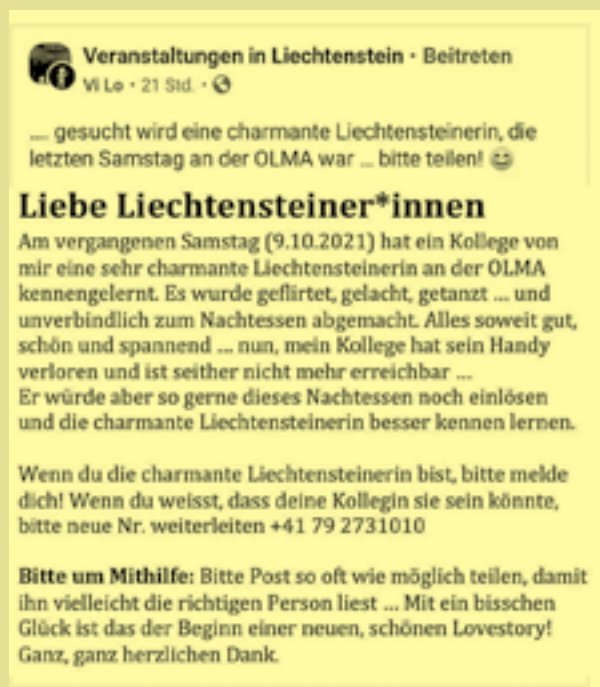 Veranstaltungen in Liechtenstein · Beitreten
Vi Lo · 21 Std. ·
.... gesucht wird eine charmante Liechtensteinerin, die
letzten Samstag an der OLMA war ... bitte teilen! 😄
Liebe Liechtensteiner*innen
Am vergangenen Samstag (9.10.2021) hat ein Kollege von
mir eine sehr charmante Liechtensteinerin an der OLMA
kennengelernt. Es wurde geflirtet, gelacht, getanzt ... und
unverbindlich zum Nachtessen abgemacht. Alles soweit gut,
schön und spannend ... nun, mein Kollege hat sein Handy
verloren und ist seither nicht mehr erreichbar ...
Er würde aber so gerne dieses Nachtessen noch einlösen
und die charmante Liechtensteinerin besser kennen lernen.
Wenn du die charmante Liechtensteinerin bist, bitte melde
dich! Wenn du weisst, dass deine Kollegin sie sein könnte,
bitte neue Nr. weiterleiten +41 79 2731010
Bitte um Mithilfe: Bitte Post so oft wie möglich teilen, damit
ihn vielleicht die richtigen Person liest ... Mit ein bisschen
Glück ist das der Beginn einer neuen, schönen Lovestory!
Ganz, ganz herzlichen Dank.